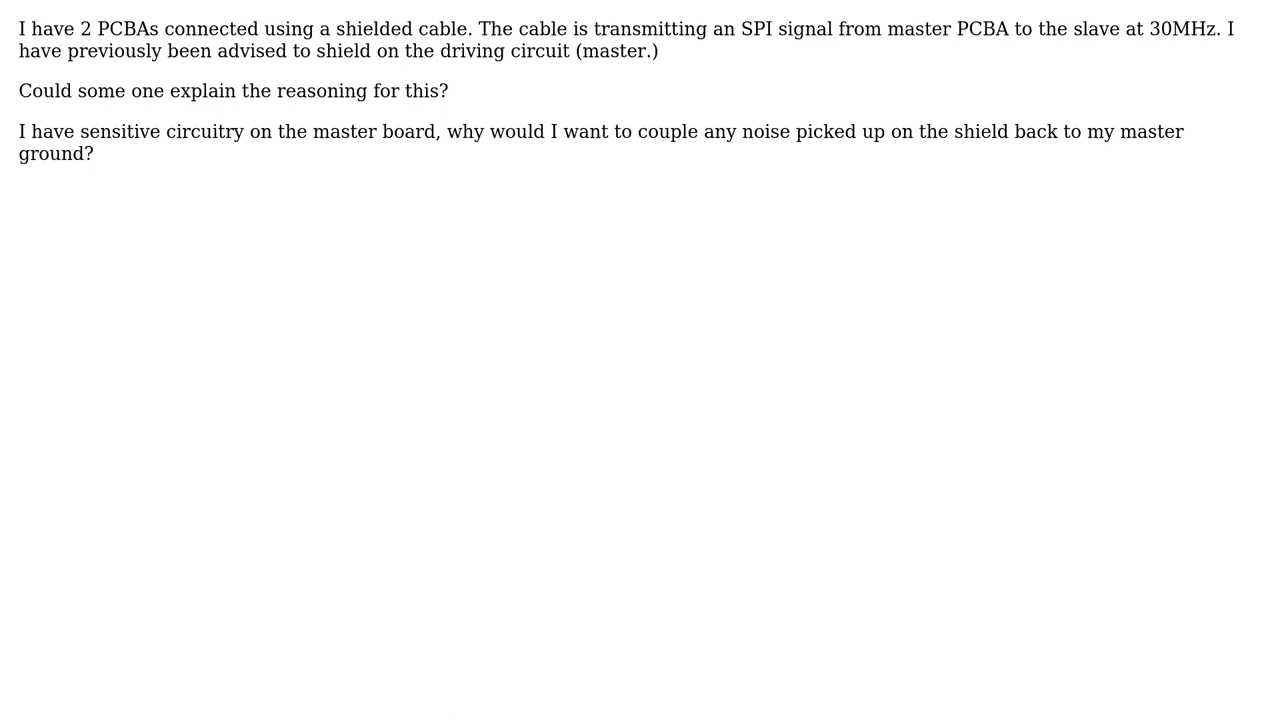 I have 2 PCBAs connected using a shielded cable. The cable is transmitting an SPI signal from master PCBA to the slave at 30MHz. I
have previously been advised to shield on the driving circuit (master.)
Could some one explain the reasoning for this?
I have sensitive circuitry on the master board, why would I want to couple any noise picked up on the shield back to my master
ground?